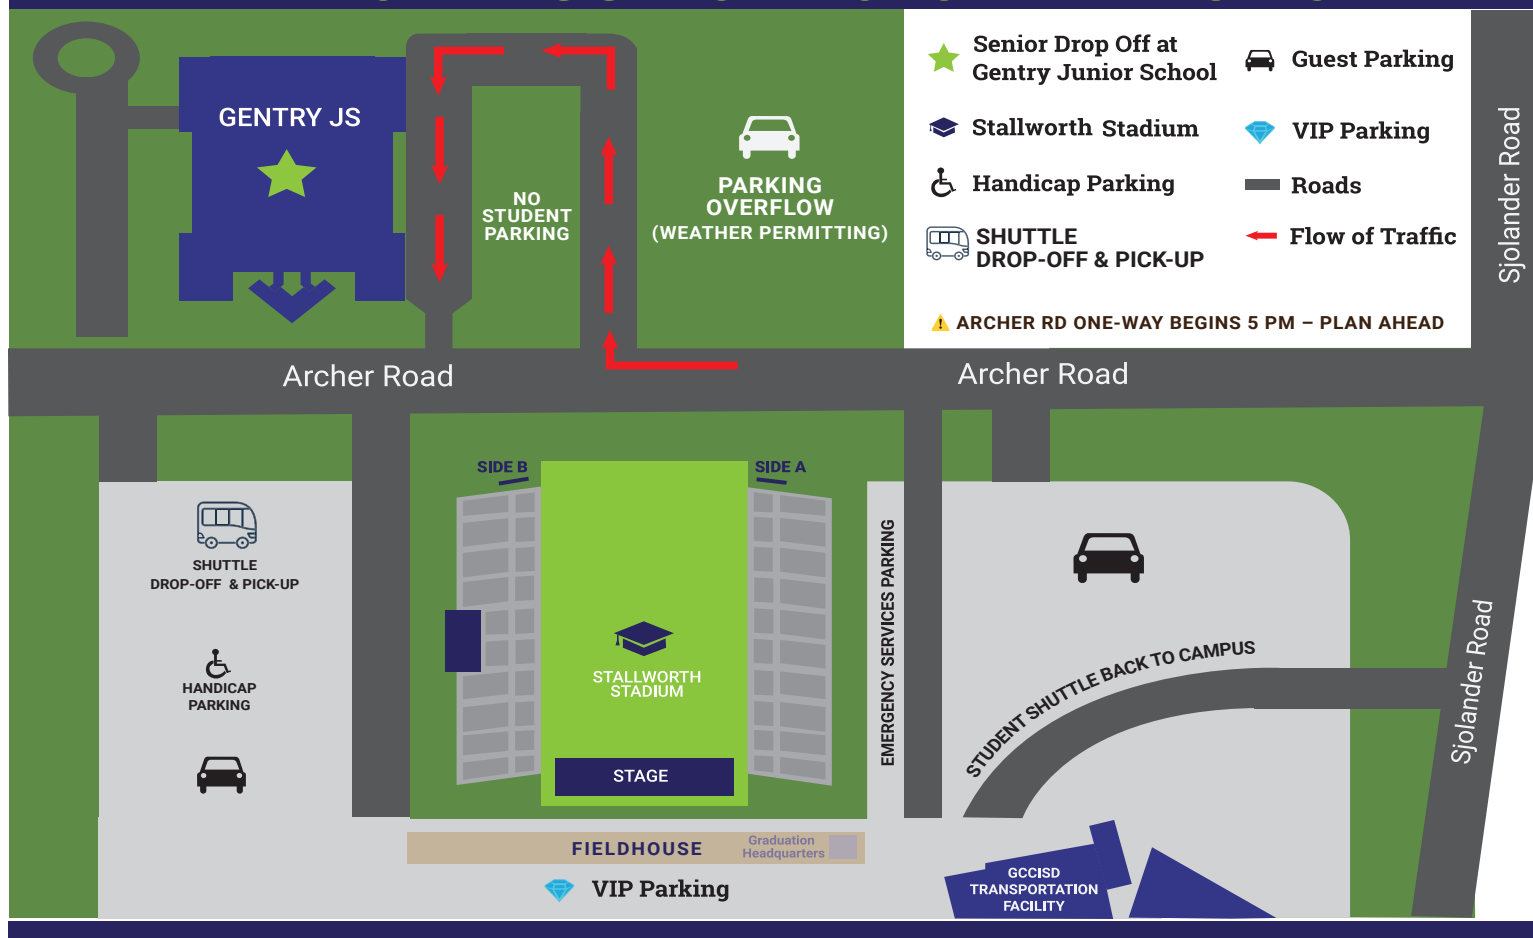 GENTRY JS
NO
STUDENT
PARKING
PARKING
OVERFLOW
(WEATHER PERMITTING)
Senior Drop Off at
Gentry Junior School
Guest Parking
Stallworth Stadium
VIP Parking
Handicap Parking
Roads
SHUTTLE
DROP-OFF & PICK-UP
Flow of Traffic
ARCHER RD ONE-WAY BEGINS 5 PM – PLAN AHEAD
Sjolander Road
Archer Road
Archer Road
SIDE B
SIDE A
SHUTTLE
DROP-OFF & PICK-UP
HANDICAP
PARKING
STALLWORTH
STADIUM
STAGE
EMERGENCY SERVICES PARKING
STUDENT SHUTTLE BACK TO CAMPUS
Sjolander Road
FIELDHOUSE
Graduation
Headquarters
VIP Parking
GCCISD
TRANSPORTATION
FACILITY